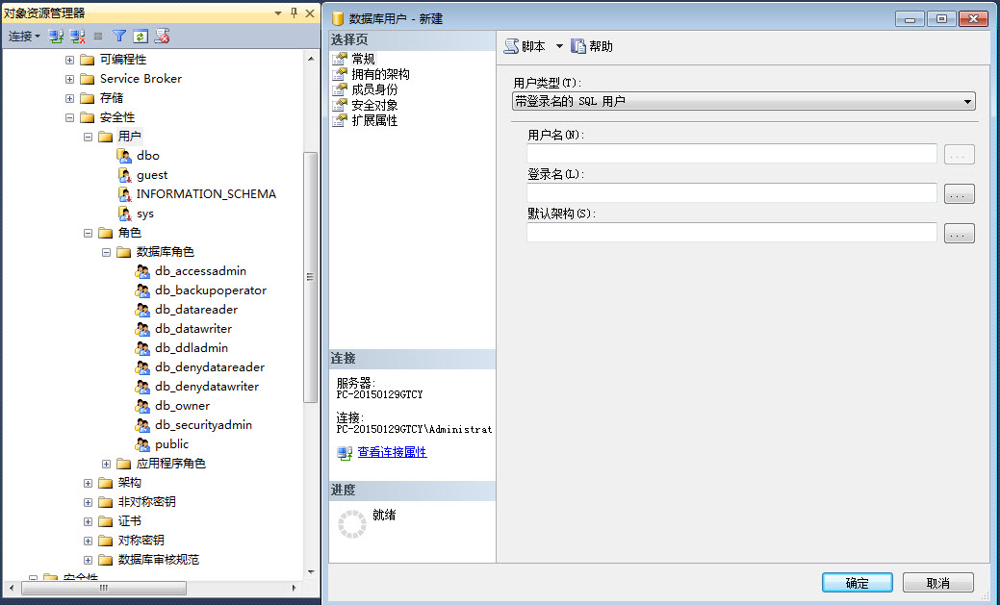 对象资源管理器
连接
可编程性
Service Broker
存储
安全性
用户
dbo
guest
INFORMATION_SCHEMA
sys
角色
数据库角色
db_accessadmin
db_backupoperator
db_datareader
db_datawriter
db_ddladmin
db_denydatareader
db_denydatawriter
db_owner
db_securityadmin
public
应用程序角色
架构
非对称密钥
证书
对称密钥
数据库审核规范
安全性
数据库用户 - 新建
选择页
常规
拥有的架构
成员身份
安全对象
扩展属性
连接
服务器:
PC-20150129GTCY
连接:
PC-20150129GTCY\Administrat
查看连接属性
进度
就绪
脚本 帮助
用户类型(T):
带登录名的 SQL 用户
用户名(N):
...
登录名(L):
...
默认架构(S):
...
确定 取消